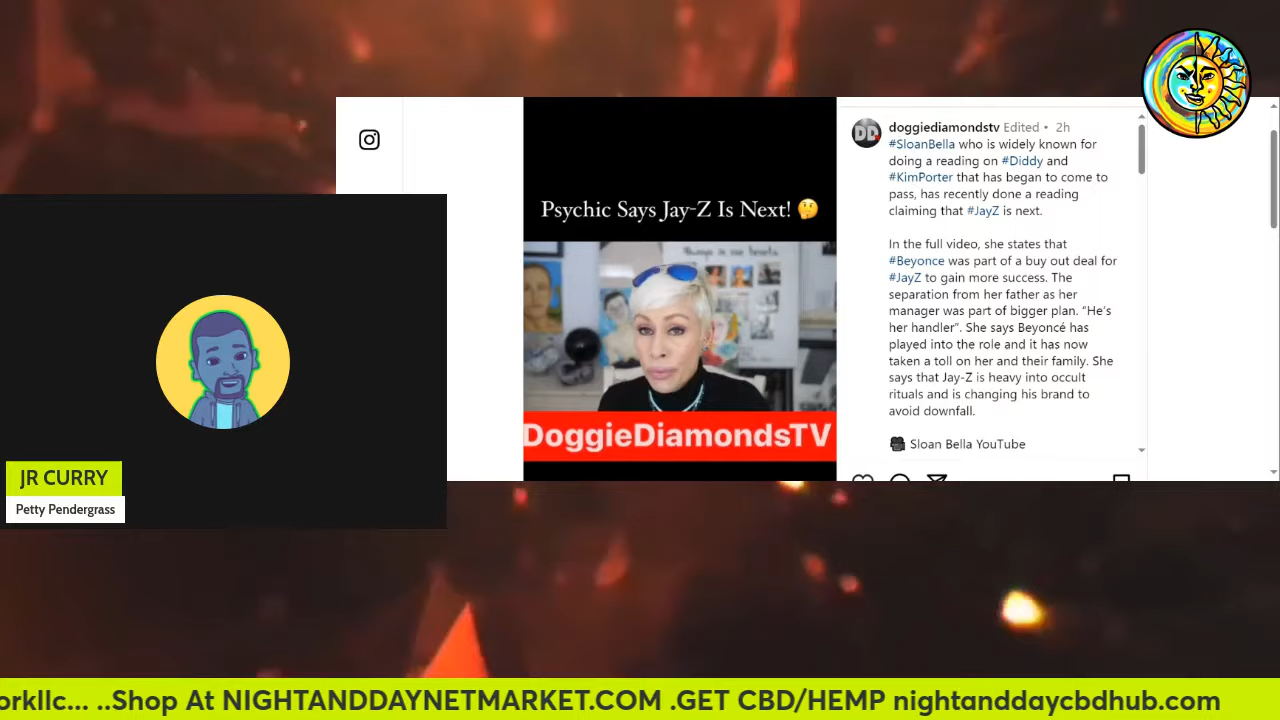 doggiediamondstv Edited • 2h
#SloanBella who is widely known for
doing a reading on #Diddy and
#KimPorter that has began to come to
pass, has recently done a reading
claiming that #JayZ is next.
In the full video, she states that
#Beyonce was part of a buy out deal for
#JayZ to gain more success. The
separation from her father as her
manager was part of bigger plan. “He's
her handler”. She says Beyoncé has
played into the role and it has now
taken a toll on her and their family. She
says that Jay-Z is heavy into occult
rituals and is changing his brand to
avoid downfall.
🎥 Sloan Bella YouTube
Psychic Says Jay-Z Is Next! 🤔
DoggieDiamondsTV
DD
JR CURRY
Petty Pendergrass
orkllc... ..Shop At NIGHTANDDAYNETMARKET.COM .GET CBD/HEMP nightanddaycbdhub.com